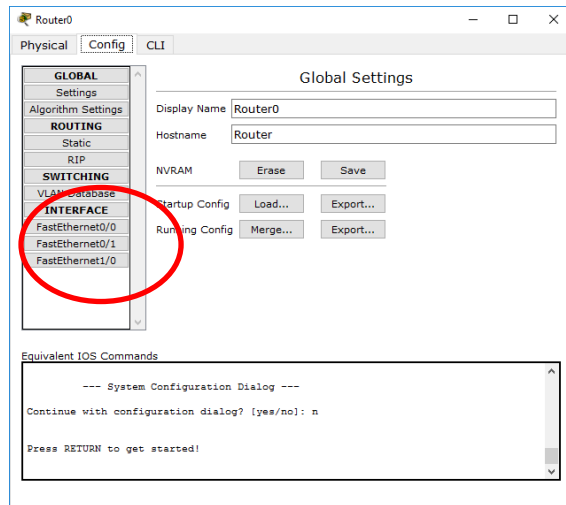 Router0
Physical Config CLI
GLOBAL
Settings
Algorithm Settings
ROUTING
Static
RIP
SWITCHING
VLAN Database
INTERFACE
FastEthernet0/0
FastEthernet0/1
FastEthernet1/0
Global Settings
Display Name Router0
Hostname Router
NVRAM Erase Save
Startup Config Load... Export...
Running Config Merge... Export...
Equivalent IOS Commands
--- System Configuration Dialog ---
Continue with configuration dialog? [yes/no]: n
Press RETURN to get started!